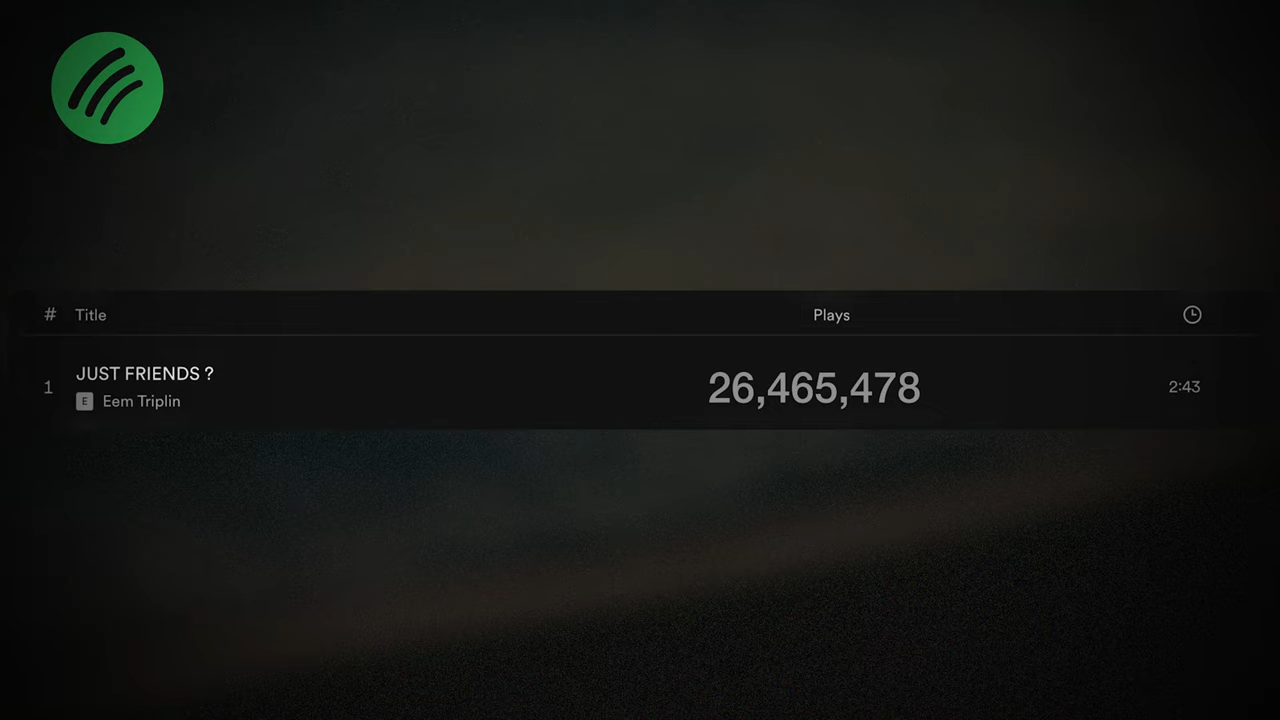 # Title Plays
1
JUST FRIENDS ?
E Eem Triplin
26,465,478
2:43